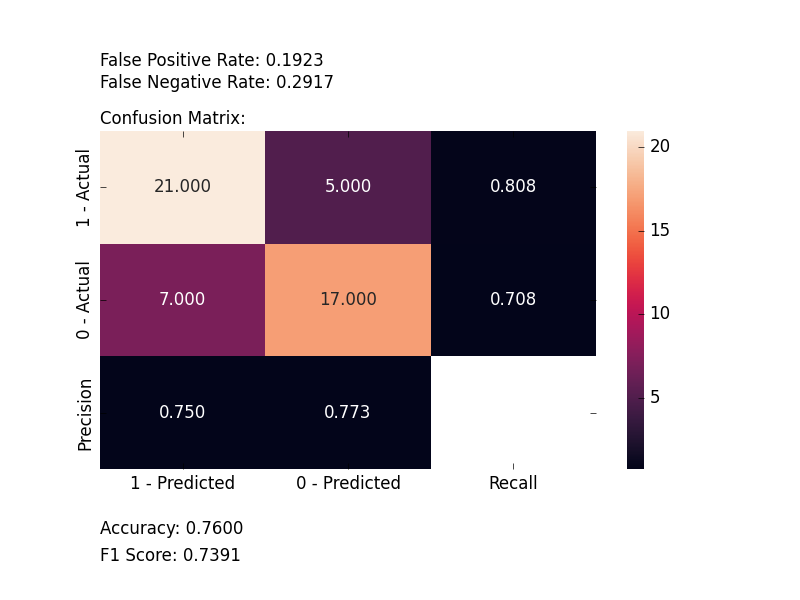 False Positive Rate: 0.1923
False Negative Rate: 0.2917
Confusion Matrix:
1 - Actual 21.000 5.000 0.808 20
15
0 - Actual 7.000 17.000 0.708 10
5
Precision 0.750 0.773
1 - Predicted 0 - Predicted Recall
Accuracy: 0.7600
F1 Score: 0.7391